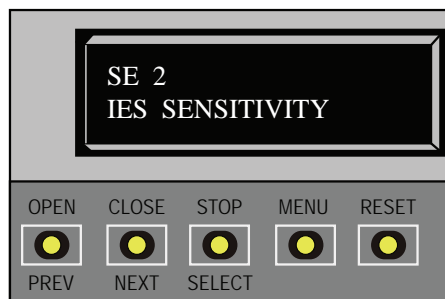 SE 2
IES SENSITIVITY
OPEN CLOSE STOP MENU RESET
PREV NEXT SELECT